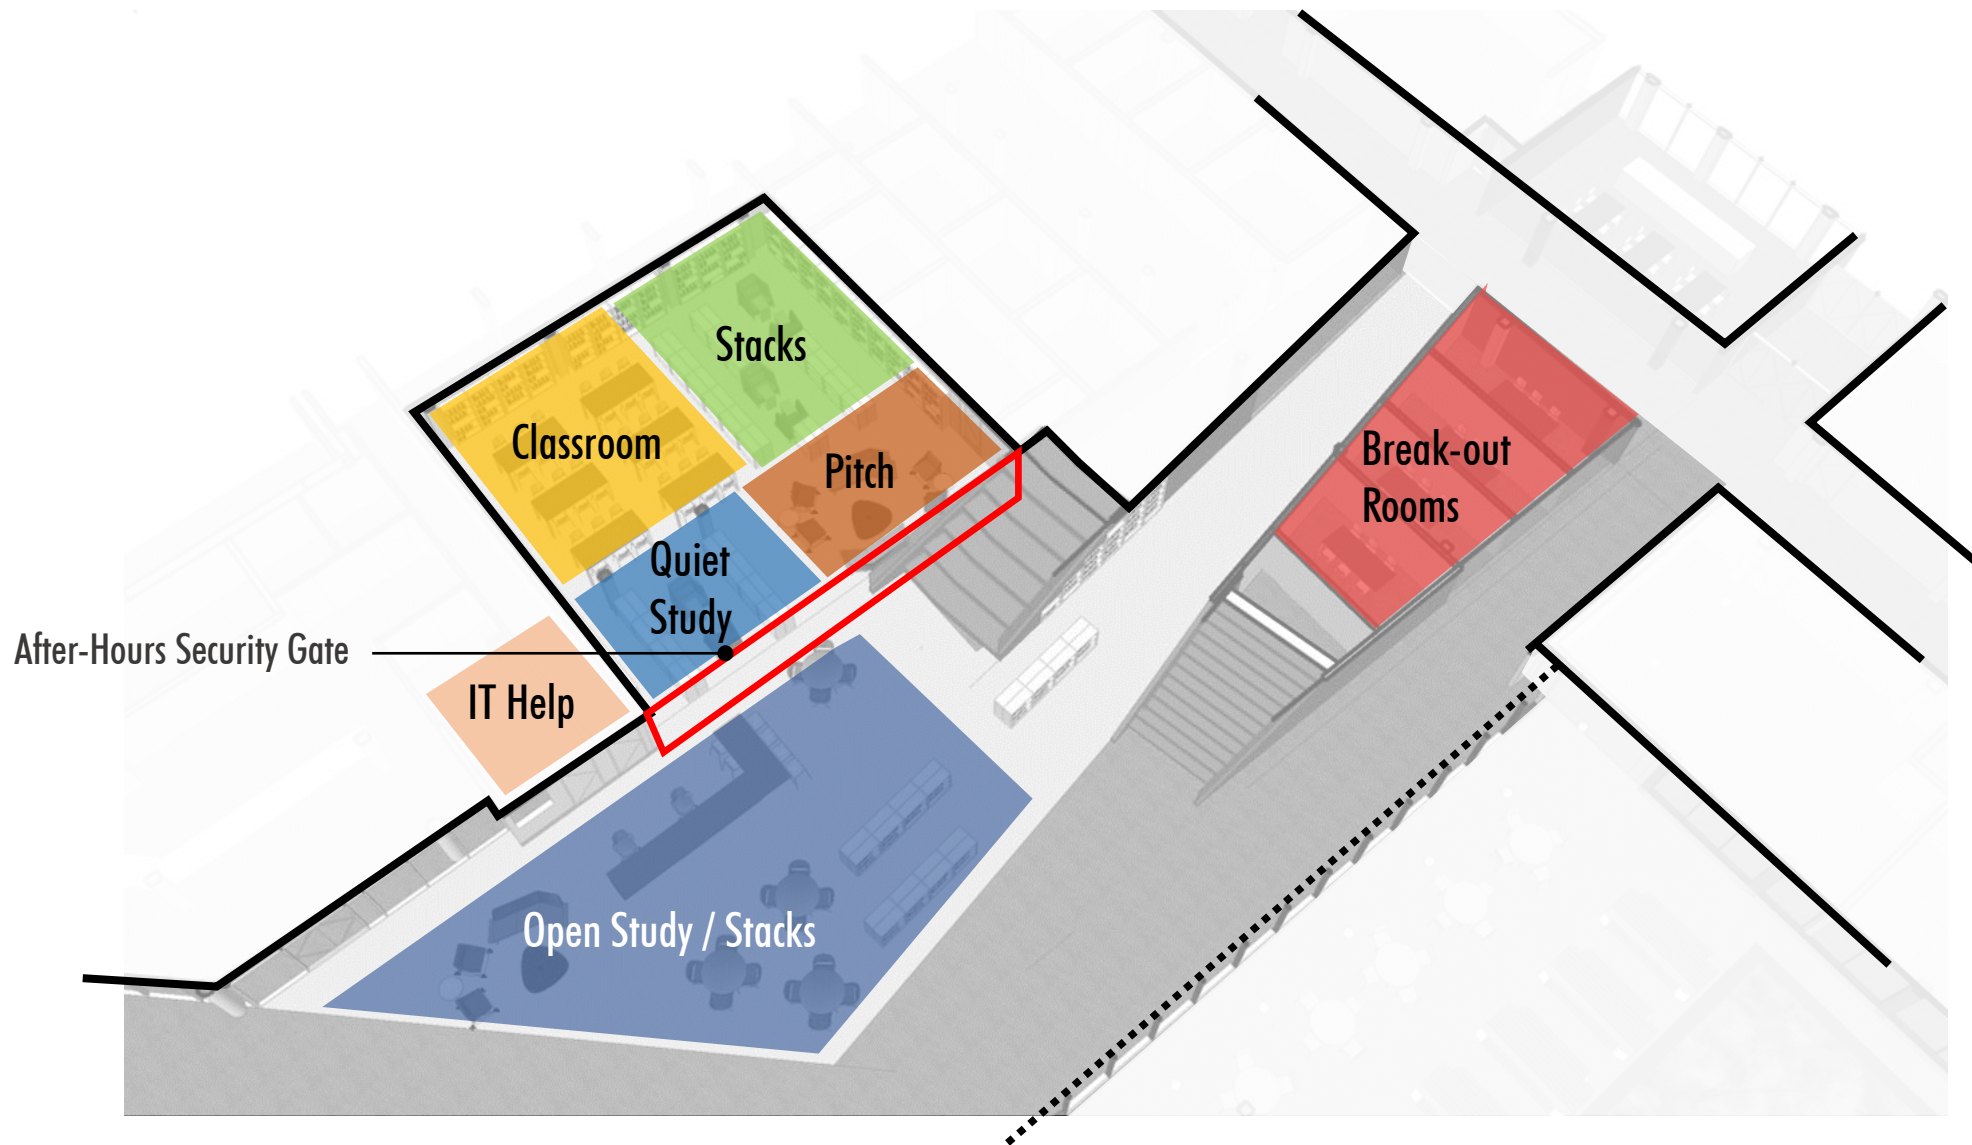 Stacks
Classroom
Pitch
Break-out
Rooms
Quiet
Study
After-Hours Security Gate
IT Help
Open Study / Stacks